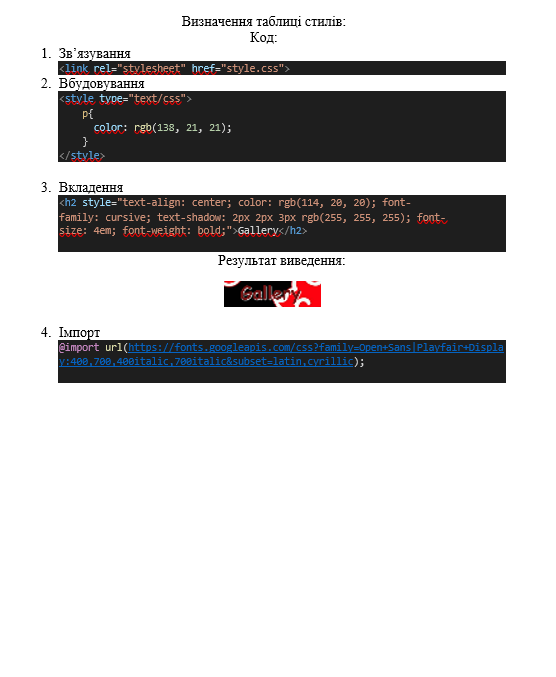 Визначення таблиці стилів:
Код:
1. Зв’язування
<link rel="stylesheet" href="style.css">
2. Вбудовування
<style type="text/css">
p{
color: rgb(138, 21, 21);
}
</style>
3. Вкладення
<h2 style="text-align: center; color: rgb(114, 20, 20); font-
family: cursive; text-shadow: 2px 2px 3px rgb(255, 255, 255); font-
size: 4em; font-weight: bold;">Gallery</h2>
Результат виведення:
Gallery
4. Імпорт
@import url(https://fonts.googleapis.com/css?family=Open+Sans|Playfair+Displa
y:400,700,400italic,700italic&subset=latin,cyrillic);